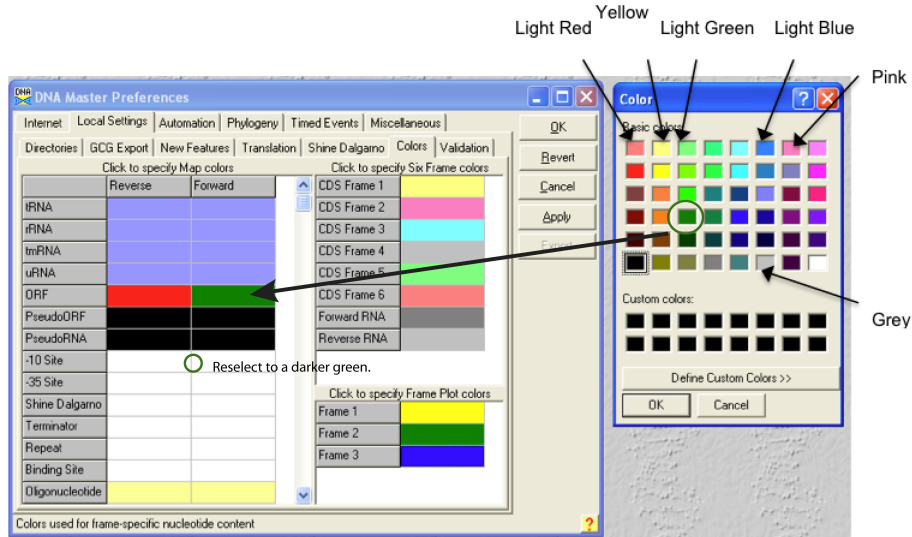 Yellow
Light Red
Light Green
Light Blue
Pink
Grey
DNA
DNA Master Preferences
Internet
Local Settings
Automation
Phylogeny
Timed Events
Miscellaneous
Directories
GCG Export
New Features
Translation
Shine Dalgarno
Colors
Validation
Click to specify Map colors
Reverse
Forward
tRNA
rRNA
tmRNA
uRNA
ORF
PseudoORF
PseudoRNA
-10 Site
-35 Site
Shine Dalgarno
Terminator
Repeat
Binding Site
Oligonucleotide
Reselect to a darker green.
Click to specify Six Frame colors
CDS Frame 1
CDS Frame 2
CDS Frame 3
CDS Frame 4
CDS Frame 5
CDS Frame 6
Forward RNA
Reverse RNA
Click to specify Frame Plot colors
Frame 1
Frame 2
Frame 3
OK
Revert
Cancel
Apply
Export
Colors used for frame-specific nucleotide content
?
Color
?
Basic colors:
Custom colors:
Define Custom Colors >>
OK
Cancel